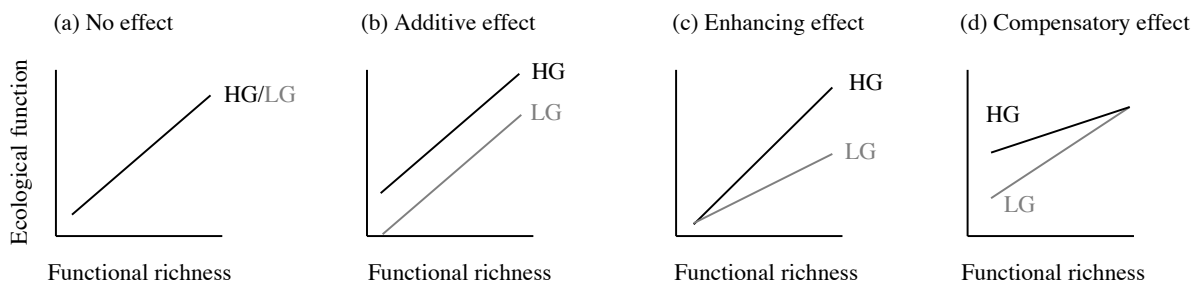 (a) No effect
(b) Additive effect
(c) Enhancing effect
(d) Compensatory effect
Ecological function
HG/LG
HG
LG
HG
LG
HG
LG
Functional richness
Functional richness
Functional richness
Functional richness